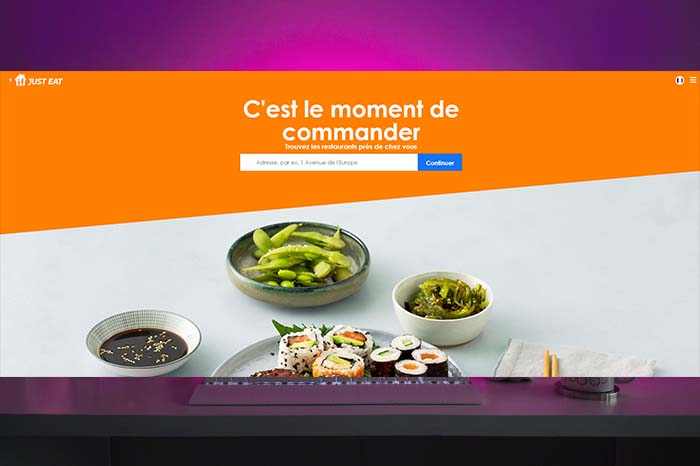 JUST EAT
C'est le moment de
commander
Trouvez les restaurants près de chez vous
Adresse, par ex. 1 Avenue de l'Europe
Continuer